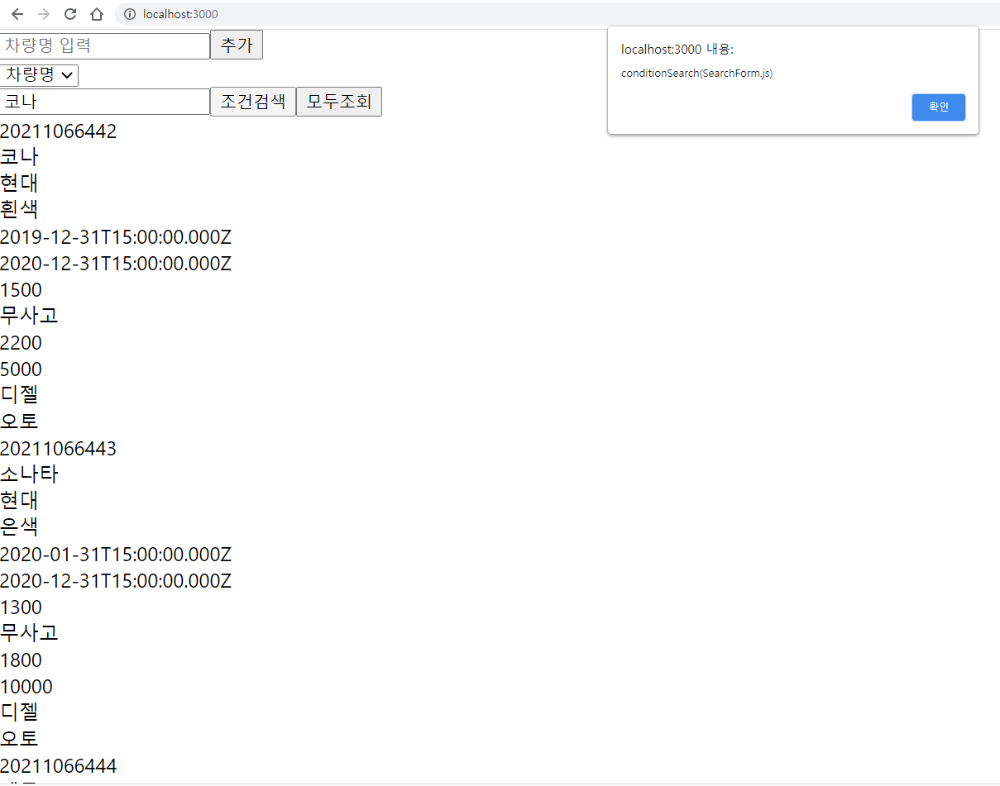 localhost:3000
차량명 입력 추가
차량명
코나 조건검색 모두조회
localhost:3000 내용:
conditionSearch(SearchForm.js)
확인
20211066442
코나
현대
흰색
2019-12-31T15:00:00.000Z
2020-12-31T15:00:00.000Z
1500
무사고
2200
5000
디젤
오토
20211066443
소나타
현대
은색
2020-01-31T15:00:00.000Z
2020-12-31T15:00:00.000Z
1300
무사고
1800
10000
디젤
오토
20211066444